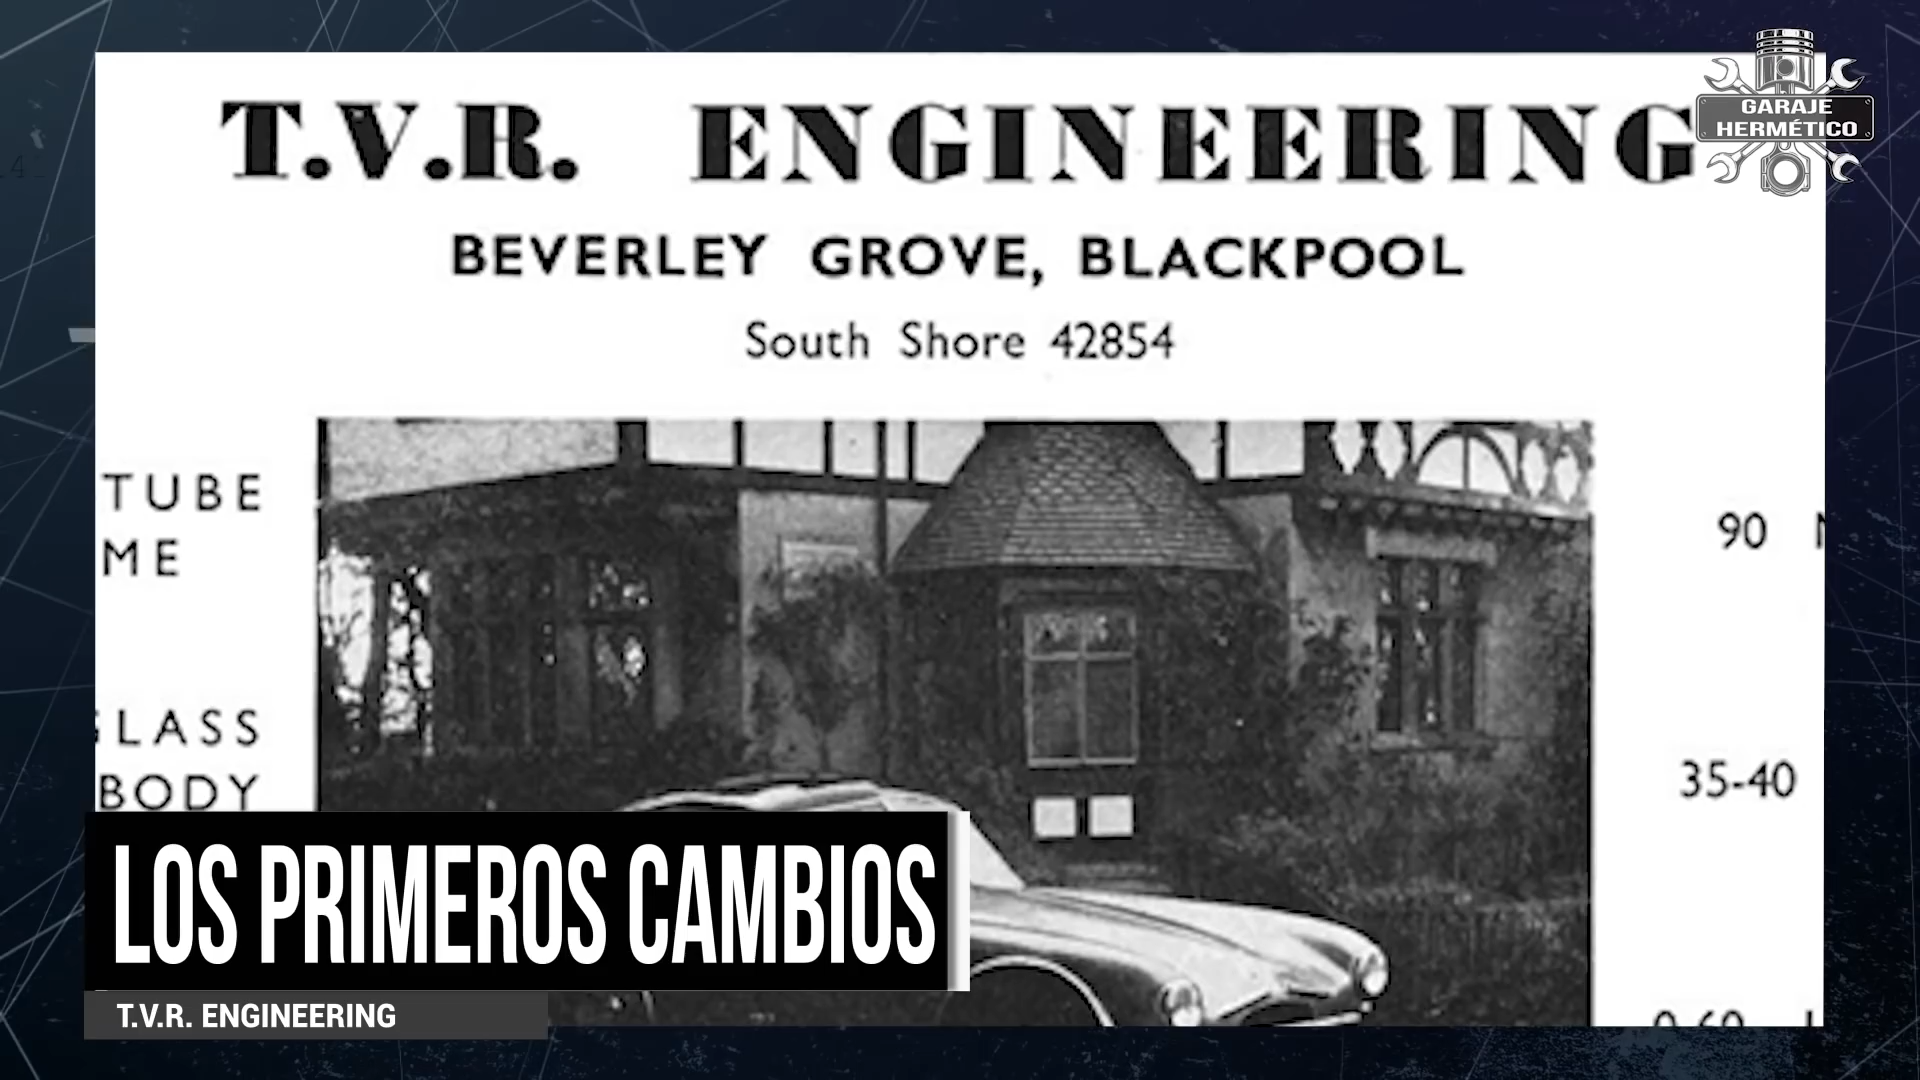 T.V.R. ENGINEERING
GARAJE
HERMÉTICO
BEVERLEY GROVE, BLACKPOOL
South Shore 42854
TUBE
ME
90
GLASS
BODY
35-40
LOS PRIMEROS CAMBIOS
T.V.R. ENGINEERING